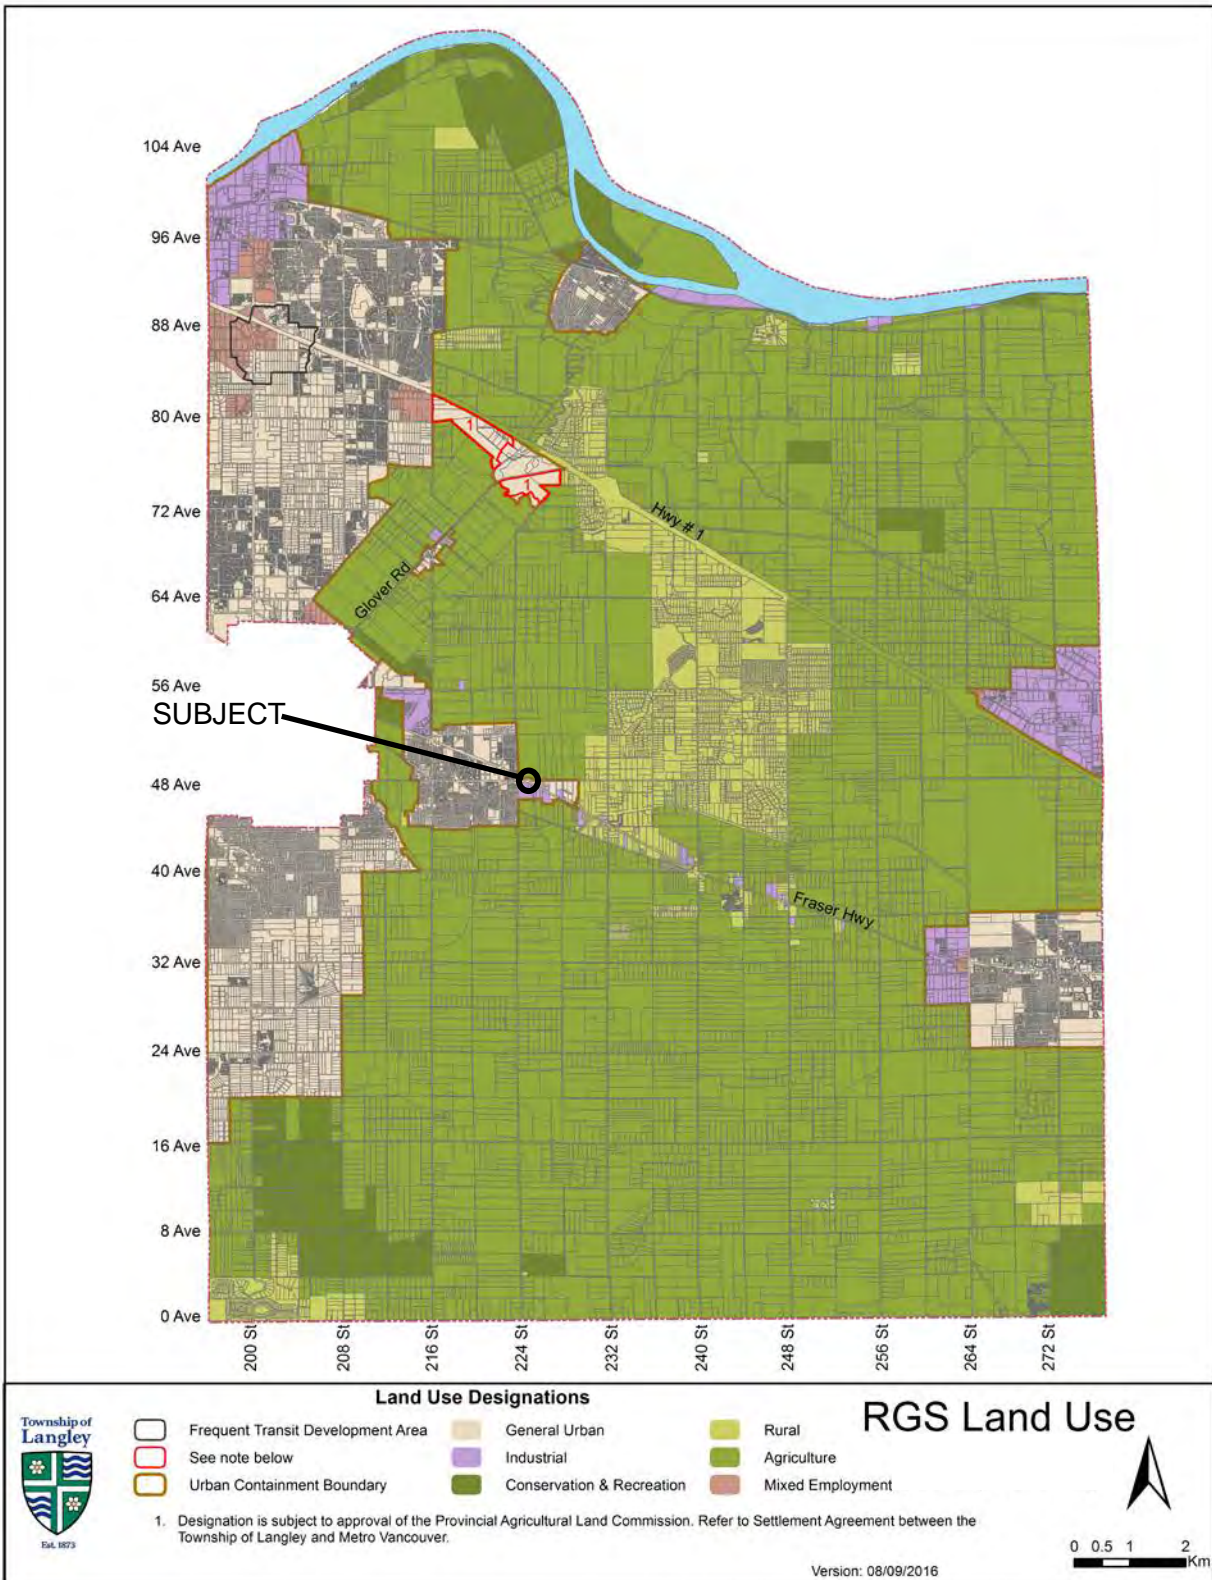 104 Ave
96 Ave
88 Ave
80 Ave
1
1
72 Ave
Hwy # 1
64 Ave
Glover Rd
56 Ave
SUBJECT
48 Ave
40 Ave
Fraser Hwy
32 Ave
24 Ave
16 Ave
8 Ave
0 Ave
200 St
208 St
216 St
224 St
232 St
240 St
248 St
256 St
264 St
272 St
Land Use Designations
RGS Land Use
Township of
Langley
Est. 1873
Frequent Transit Development Area
General Urban
Rural
See note below
Industrial
Agriculture
Urban Containment Boundary
Conservation & Recreation
Mixed Employment
1. Designation is subject to approval of the Provincial Agricultural Land Commission. Refer to Settlement Agreement between the
Township of Langley and Metro Vancouver.
0 0.5 1 2
Km
Version: 08/09/2016